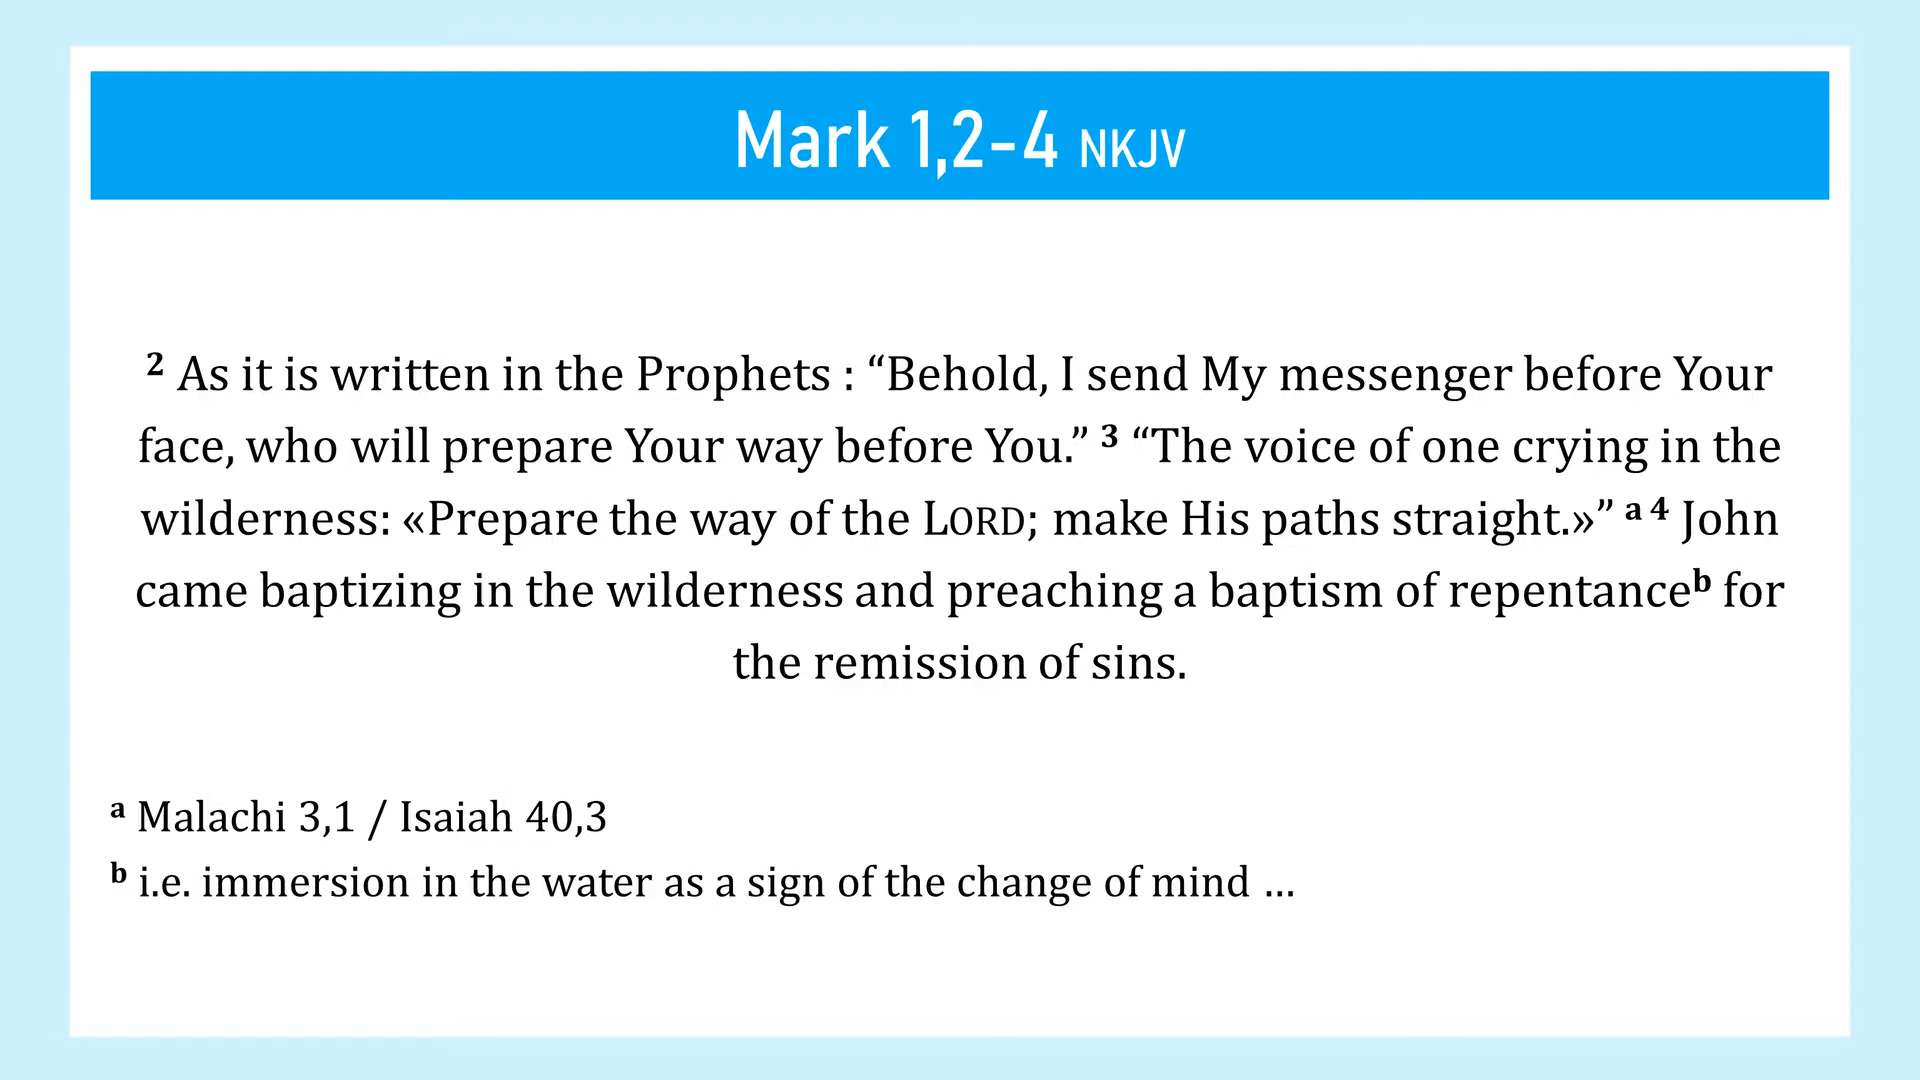 Mark 1,2-4 NKJV
² As it is written in the Prophets : “Behold, I send My messenger before Your
face, who will prepare Your way before You.” ³ “The voice of one crying in the
wilderness: «Prepare the way of the LORD; make His paths straight.»” ᵃ ⁴ John
came baptizing in the wilderness and preaching a baptism of repentanceᵇ for
the remission of sins.
ᵃ Malachi 3,1 / Isaiah 40,3
ᵇ i.e. immersion in the water as a sign of the change of mind ...